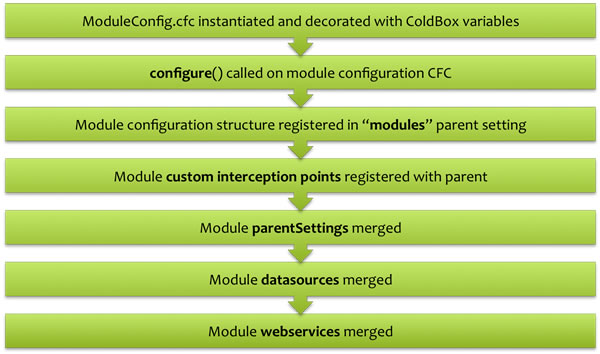 ModuleConfig.cfc instantiated and decorated with ColdBox variables
configure() called on module configuration CFC
Module configuration structure registered in “modules” parent setting
Module custom interception points registered with parent
Module parentSettings merged
Module datasources merged
Module webservices merged